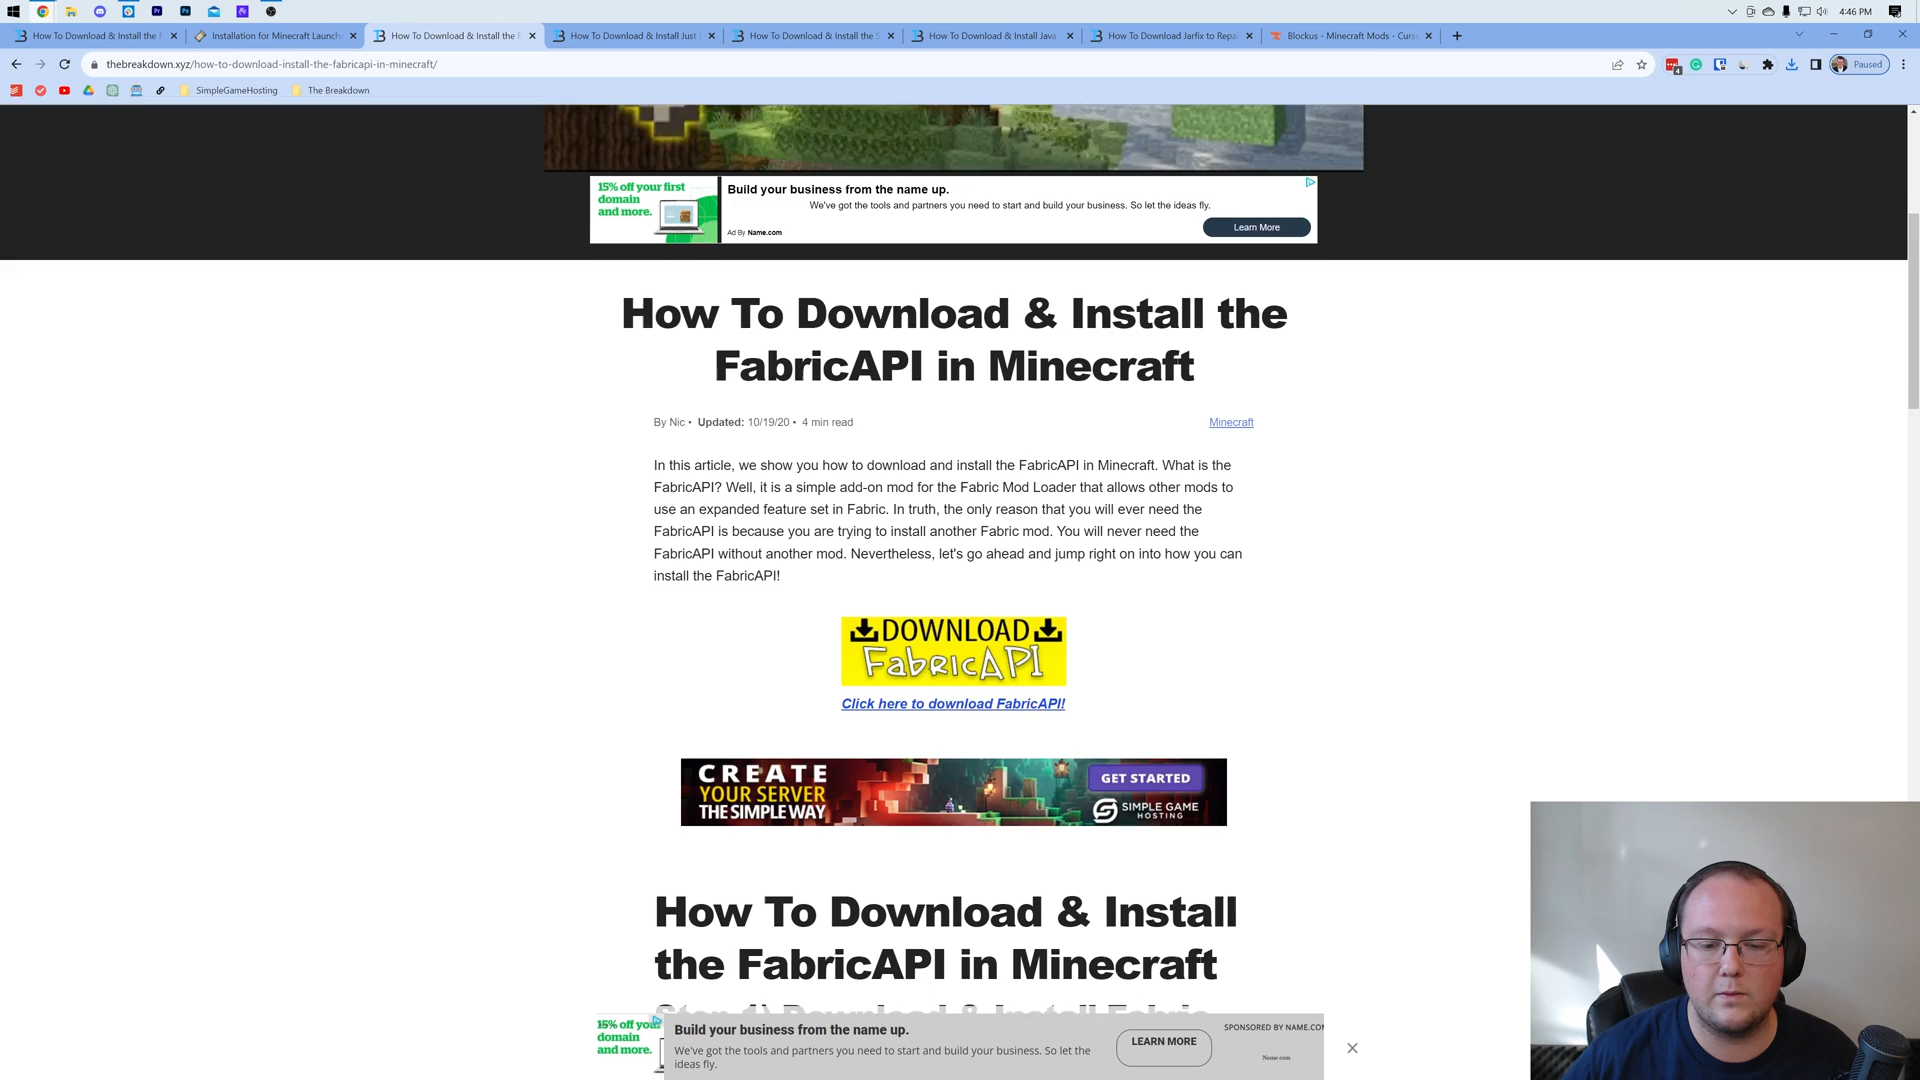 4:46 PM
How To Download & Install the F
Installation for Minecraft Launch
How To Download & Install the F
How To Download & Install Just
How To Download & Install the S
How To Download & Install Java
How To Download Jarfix to Repa
Blockus - Minecraft Mods - Curse
thebreakdown.xyz/how-to-download-install-the-fabricapi-in-minecraft/
4
Paused
SimpleGameHosting
The Breakdown
15% off your first
domain
and more.
Build your business from the name up.
We've got the tools and partners you need to start and build your business. So let the ideas fly.
Ad By Name.com
Learn More
How To Download & Install the
FabricAPI in Minecraft
By Nic • Updated: 10/19/20 • 4 min read
Minecraft
In this article, we show you how to download and install the FabricAPI in Minecraft. What is the
FabricAPI? Well, it is a simple add-on mod for the Fabric Mod Loader that allows other mods to
use an expanded feature set in Fabric. In truth, the only reason that you will ever need the
FabricAPI is because you are trying to install another Fabric mod. You will never need the
FabricAPI without another mod. Nevertheless, let's go ahead and jump right on into how you can
install the FabricAPI!
DOWNLOAD
FabricAPI
Click here to download FabricAPI!
CREATE
YOUR SERVER
THE SIMPLE WAY
GET STARTED
SIMPLE GAME
HOSTING
How To Download & Install
the FabricAPI in Minecraft
Step 1) Download & Install Fabric
15% off you
domain
and more.
Build your business from the name up.
We've got the tools and partners you need to start and build your business. So let the
ideas fly.
LEARN MORE
SPONSORED BY NAME.COM
Name.com